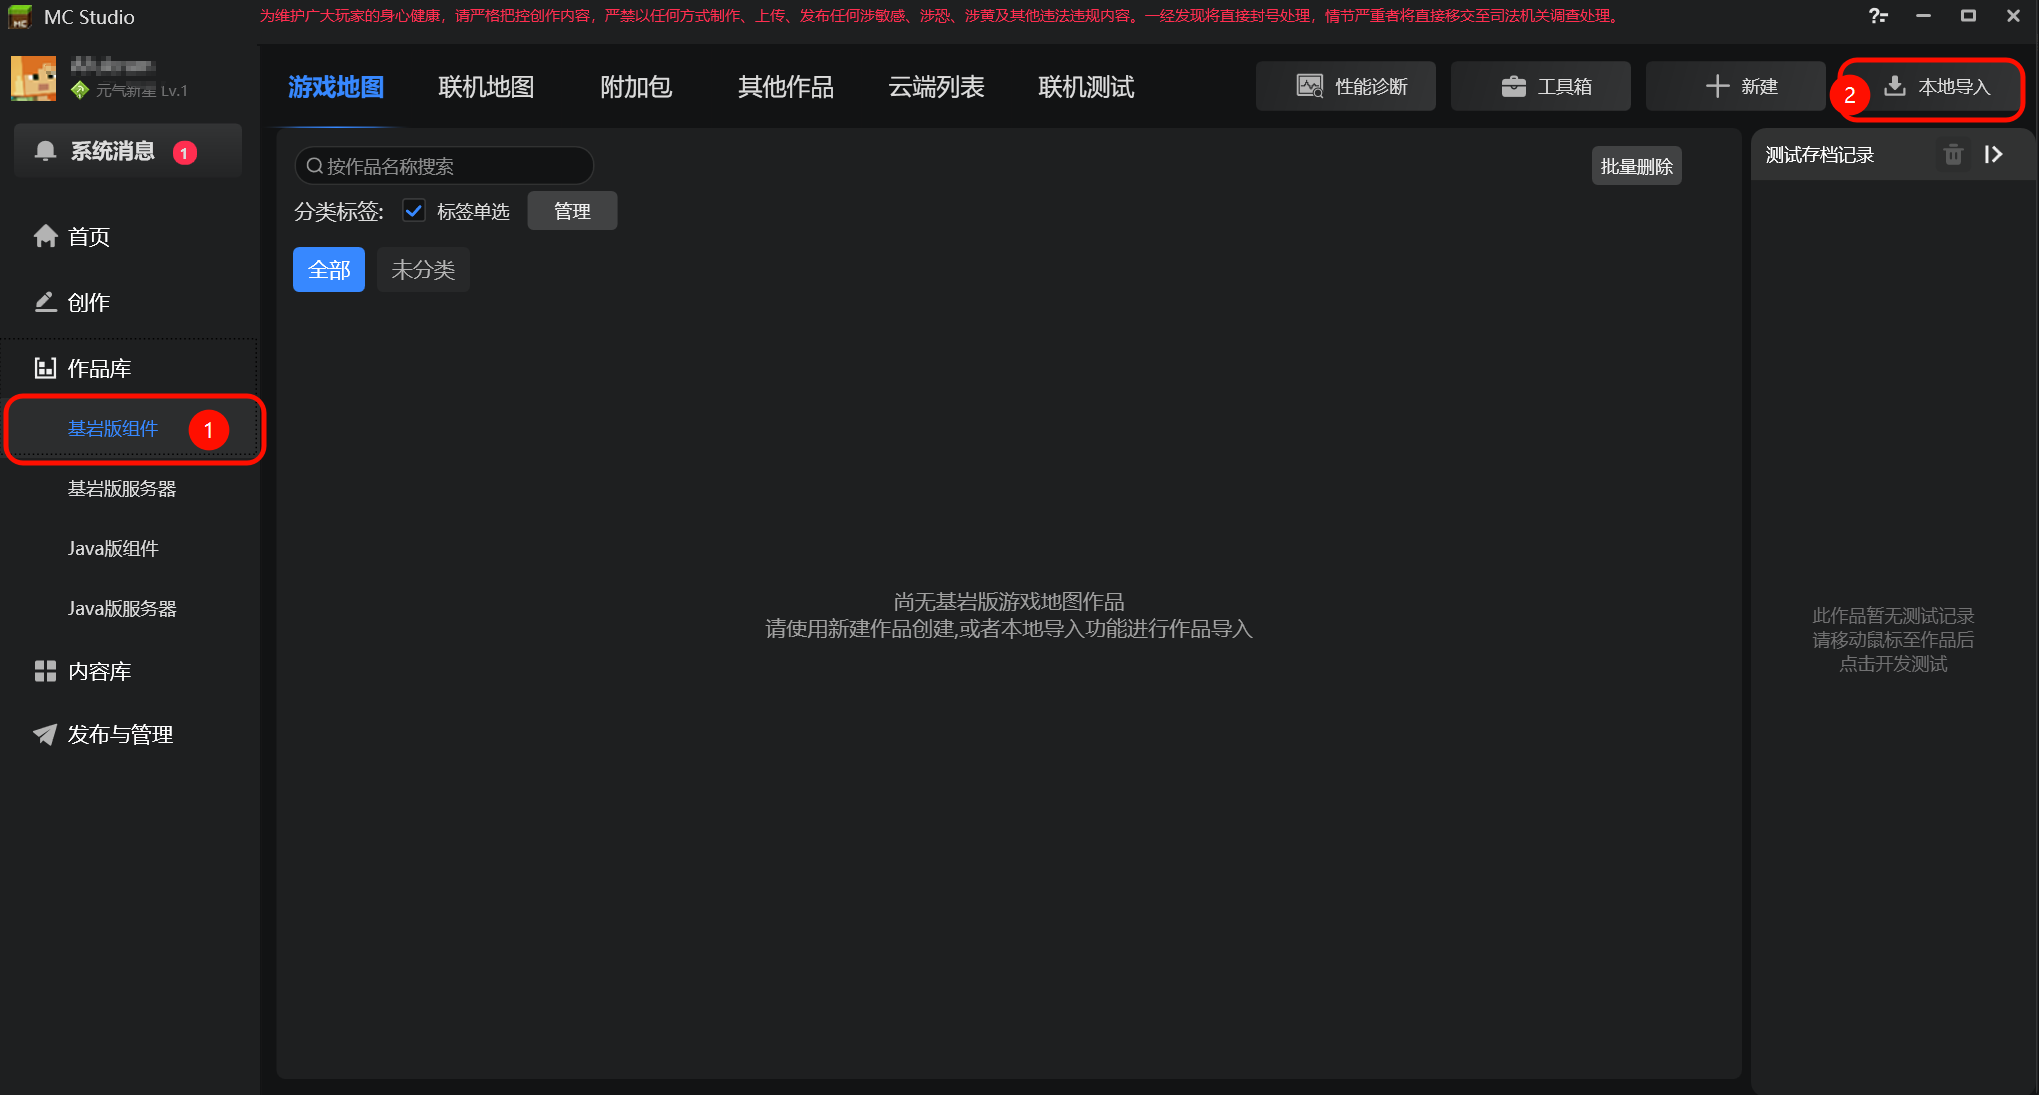 MC Studio
为维护广大玩家的身心健康，请严格把控创作内容，严禁以任何方式制作、上传、发布任何涉敏感、涉恐、涉黄及其他违法违规内容。一经发现将直接封号处理，情节严重者将直接移交至司法机关调查处理。
元气新星 Lv.1
系统消息 1
首页
创作
作品库
基岩版组件 1
基岩版服务器
Java版组件
Java版服务器
内容库
发布与管理
游戏地图 联机地图 附加包 其他作品 云端列表 联机测试
性能诊断 工具箱 新建 2 本地导入
按作品名称搜索
批量删除
分类标签: 标签单选 管理
全部 未分类
尚无基岩版游戏地图作品
请使用新建作品创建,或者本地导入功能进行作品导入
测试存档记录
此作品暂无测试记录
请移动鼠标至作品后
点击开发测试